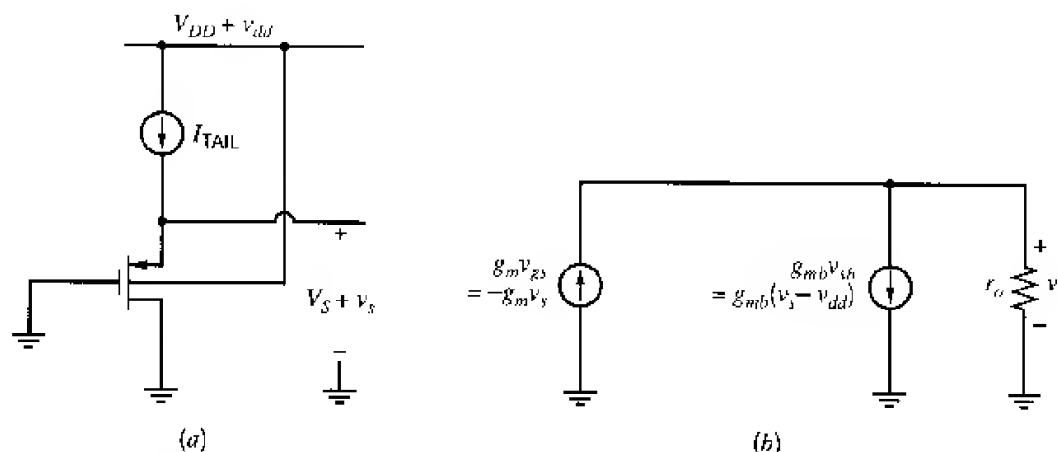 V_DD + v_dd
I_TAIL
+
V_S + v_s
−
(a)
g_m v_gs
= −g_m v_s
g_mb v_sb
= g_mb(v_s − v_dd)
r_o
+
v
−
(b)